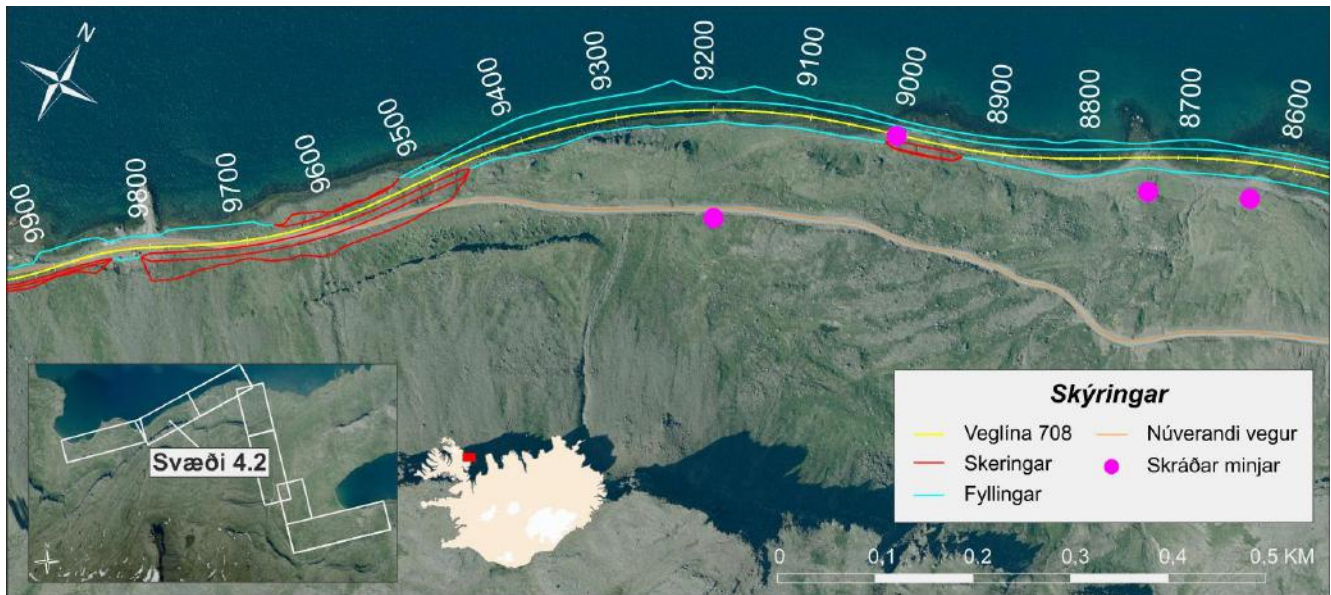 N
9900
9800
9700
9600
9500
9400
9300
9200
9100
9000
8900
8800
8700
8600
Svæði 4.2
Skýringar
Veglína 708
Núverandi vegur
Skeringar
Skráðar minjar
Fyllingar
0 0,1 0,2 0,3 0,4 0,5 KM